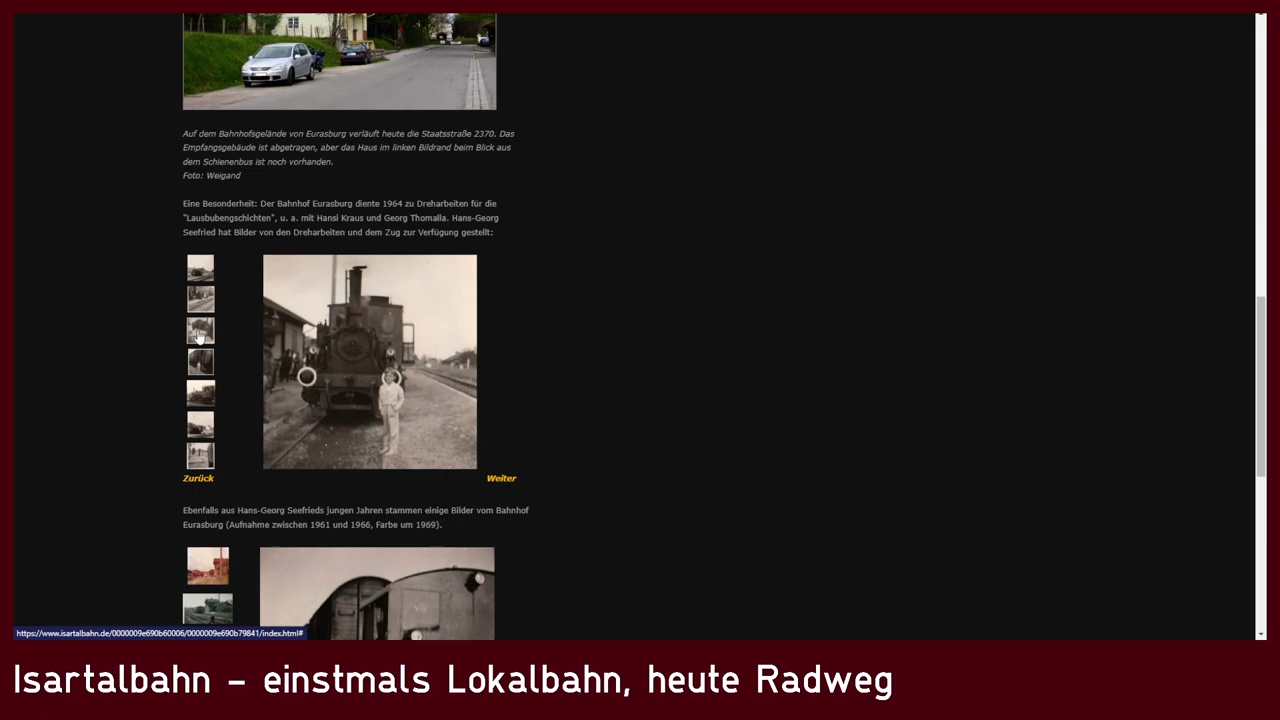 Auf dem Bahnhofsgelände von Eurasburg verläuft heute die Staatsstraße 2370. Das
Empfangsgebäude ist abgetragen, aber das Haus im linken Bildrand beim Blick aus
dem Schienenbus ist noch vorhanden.
Foto: Weigand
Eine Besonderheit: Der Bahnhof Eurasburg diente 1964 zu Dreharbeiten für die
"Lausbubengschichten", u. a. mit Hansi Kraus und Georg Thomalla. Hans-Georg
Seefried hat Bilder von den Dreharbeiten und dem Zug zur Verfügung gestellt:
Zurück
Weiter
Ebenfalls aus Hans-Georg Seefrieds jungen Jahren stammen einige Bilder vom Bahnhof
Eurasburg (Aufnahme zwischen 1961 und 1966, Farbe um 1969).
https://www.isartalbahn.de/0000009e690b60006/0000009e690b79841/index.html#
Isartalbahn – einstmals Lokalbahn, heute Radweg